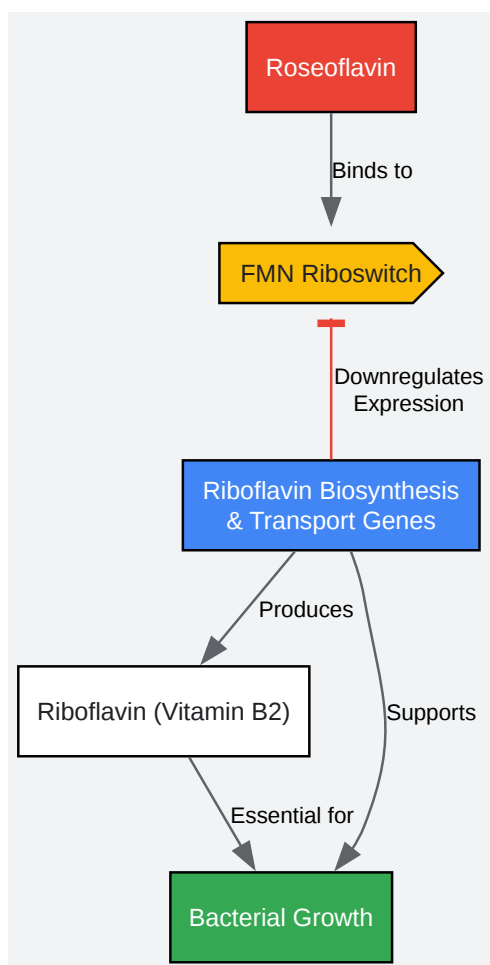 Roseoflavin
Binds to
FMN Riboswitch
Downregulates
Expression
Riboflavin Biosynthesis
& Transport Genes
Produces
Riboflavin (Vitamin B2)
Supports
Essential for
Bacterial Growth